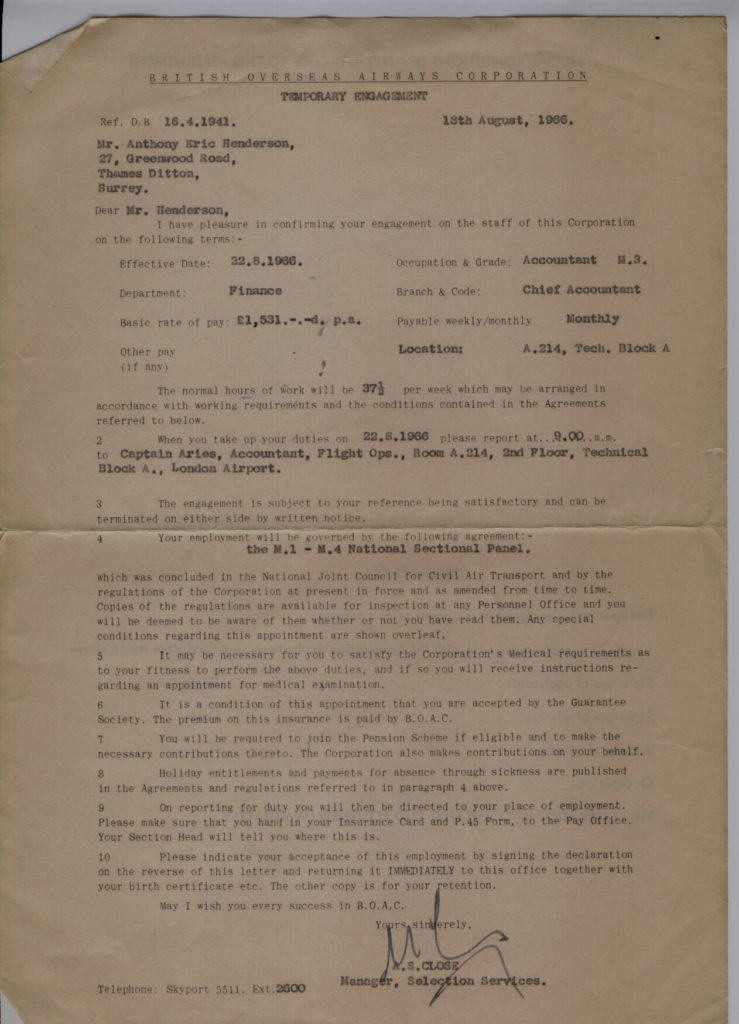 BRITISH OVERSEAS AIRWAYS CORPORATION
TEMPORARY ENGAGEMENT
Ref. D/B 16.4.1941. 18th August, 1966.
Mr. Anthony Eric Henderson,
27, Greenwood Road,
Thames Ditton,
Surrey.
Dear Mr. Henderson,
I have pleasure in confirming your engagement on the staff of this Corporation
on the following terms:-
Effective Date: 22.8.1966. Occupation & Grade: Accountant M.3.
Department: Finance Branch & Code: Chief Accountant
Basic rate of pay: £1,531.-.-d. p.a. Payable weekly/monthly Monthly
Other pay - Location: A.214, Tech. Block A
(if any)
The normal hours of work will be 37½ per week which may be arranged in
accordance with working requirements and the conditions contained in the Agreements
referred to below.
2 When you take up your duties on 22.8.1966 please report at..9.00..a.m.
to Captain Aries, Accountant, Flight Ops., Room A.214, 2nd Floor, Technical
Block A., London Airport.
3 The engagement is subject to your reference being satisfactory and can be
terminated on either side by written notice.
4 Your employment will be governed by the following agreement:-
the M.1 - M.4 National Sectional Panel.
which was concluded in the National Joint Council for Civil Air Transport and by the
regulations of the Corporation at present in force and as amended from time to time.
Copies of the regulations are available for inspection at any Personnel Office and you
will be deemed to be aware of them whether or not you have read them. Any special
conditions regarding this appointment are shown overleaf.
5 It may be necessary for you to satisfy the Corporation's Medical requirements as
to your fitness to perform the above duties, and if so you will receive instructions re-
garding an appointment for medical examination.
6 It is a condition of this appointment that you are accepted by the Guarantee
Society. The premium on this insurance is paid by B.O.A.C.
7 You will be required to join the Pension Scheme if eligible and to make the
necessary contributions thereto. The Corporation also makes contributions on your behalf.
8 Holiday entitlements and payments for absence through sickness are published
in the Agreements and regulations referred to in paragraph 4 above.
9 On reporting for duty you will then be directed to your place of employment.
Please make sure that you hand in your Insurance Card and P.45 Form, to the Pay Office.
Your Section Head will tell you where this is.
10 Please indicate your acceptance of this employment by signing the declaration
on the reverse of this letter and returning it IMMEDIATELY to this office together with
your birth certificate etc. The other copy is for your retention.
May I wish you every success in B.O.A.C.
Yours sincerely,
A.S.CLOSE
Manager, Selection Services.
Telephone: Skyport 5511. Ext.2600